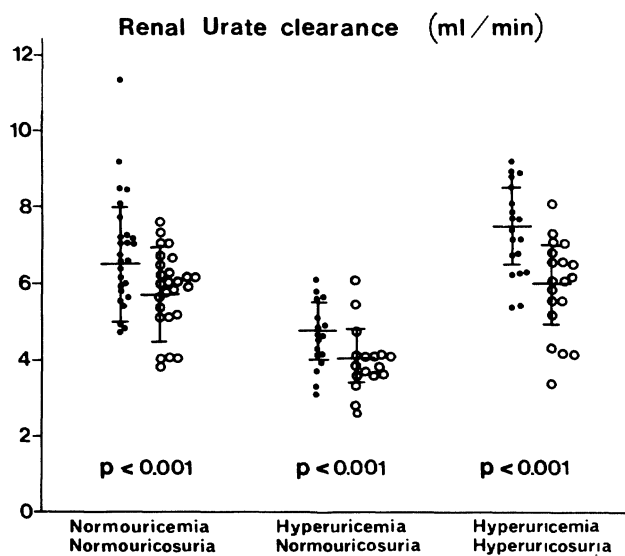 Renal Urate clearance (ml/min)
12
10
8
6
4
2
0
p < 0.001
p < 0.001
p < 0.001
Normouricemia
Normouricosuria
Hyperuricemia
Normouricosuria
Hyperuricemia
Hyperuricosuria